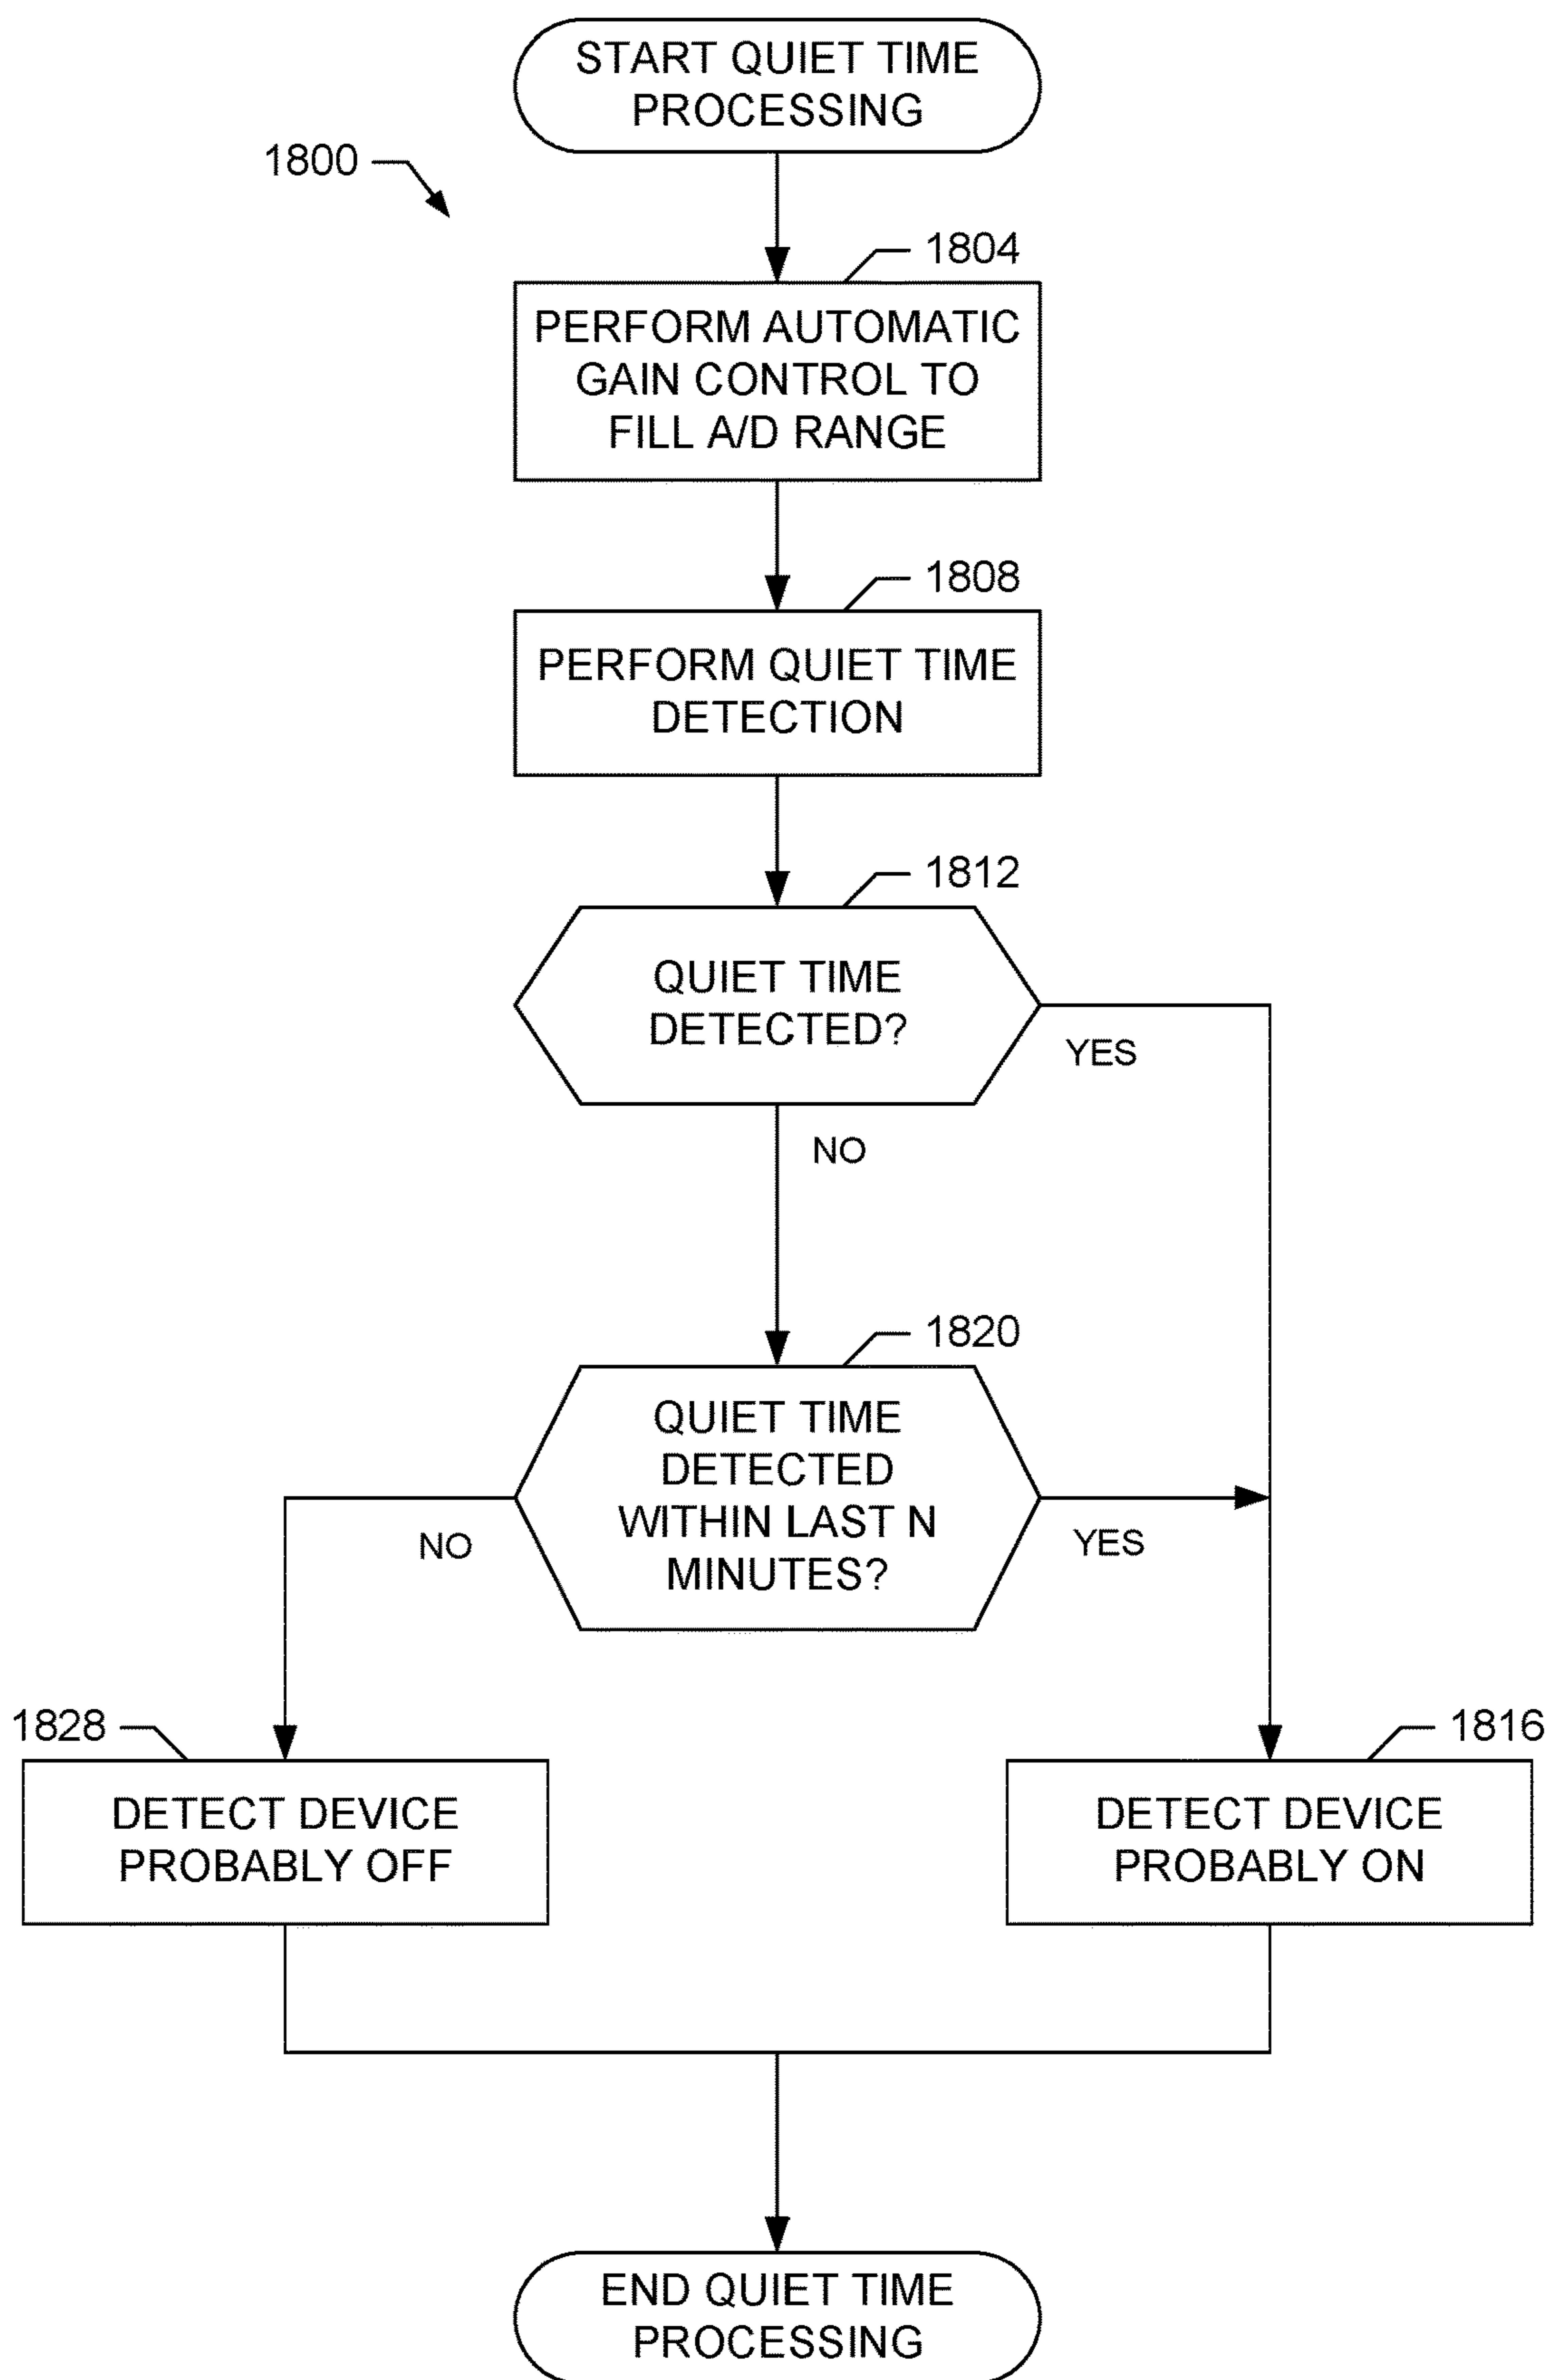 START QUIET TIME
PROCESSING
1800
1804
PERFORM AUTOMATIC
GAIN CONTROL TO
FILL A/D RANGE
1808
PERFORM QUIET TIME
DETECTION
1812
QUIET TIME
DETECTED?
YES
NO
1820
QUIET TIME
DETECTED
WITHIN LAST N
MINUTES?
NO
YES
1828
DETECT DEVICE
PROBABLY OFF
1816
DETECT DEVICE
PROBABLY ON
END QUIET TIME
PROCESSING